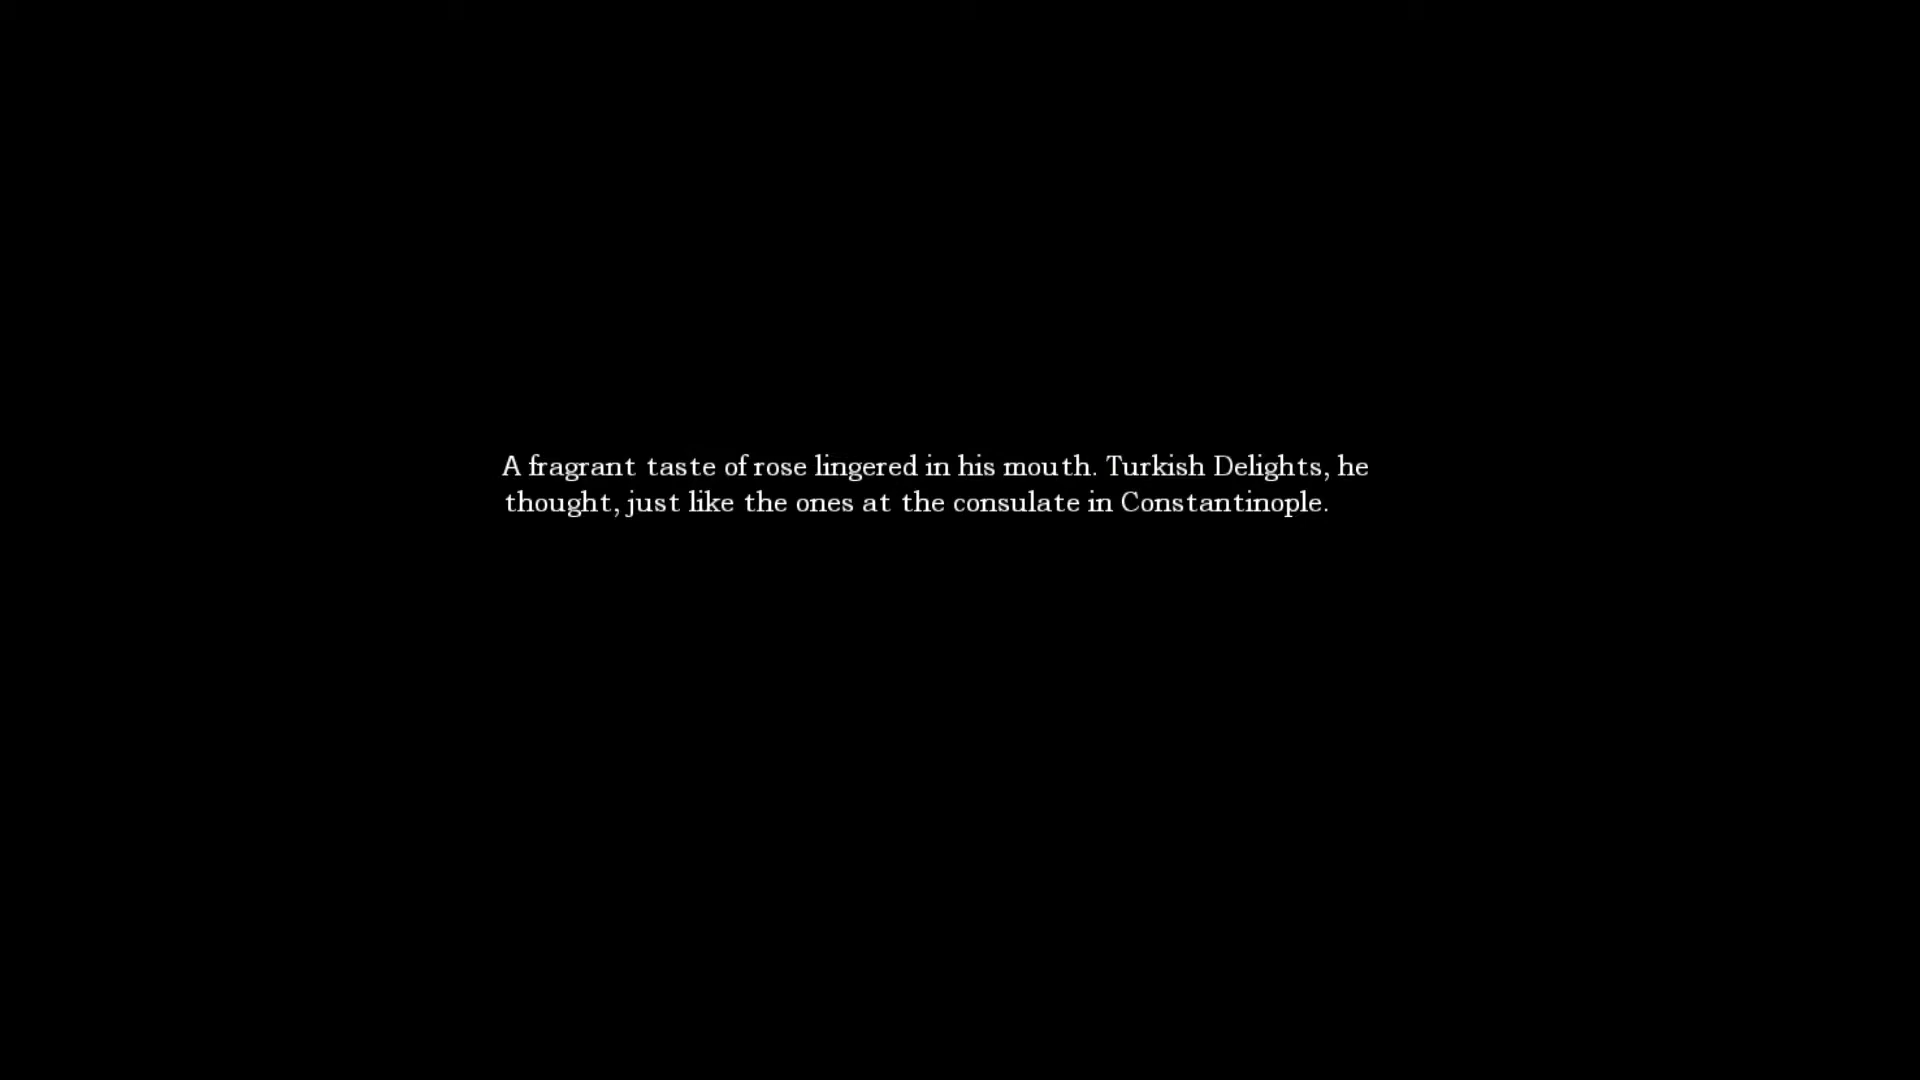 A fragrant taste of rose lingered in his mouth. Turkish Delights, he
thought, just like the ones at the consulate in Constantinople.